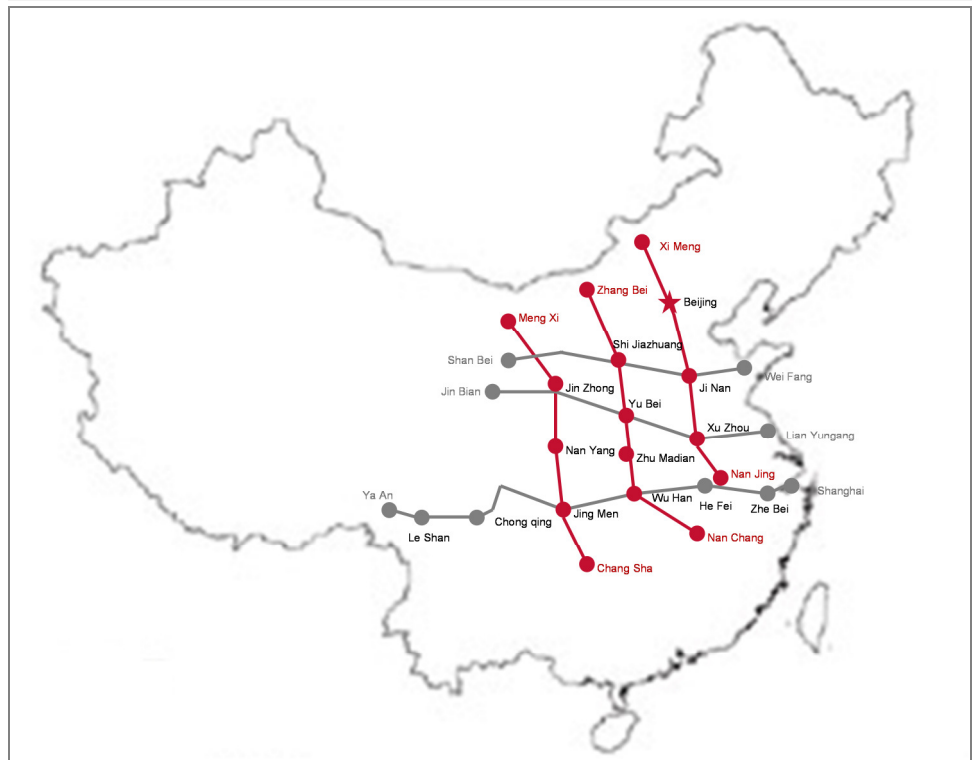 Xi Meng
Zhang Bei
Beijing
Meng Xi
Shi Jiazhuang
Shan Bei
Wei Fang
Jin Zhong
Ji Nan
Jin Bian
Yu Bei
Xu Zhou
Lian Yungang
Nan Yang
Zhu Madian
Nan Jing
Shanghai
Ya An
Wu Han
He Fei
Zhe Bei
Chong qing
Jing Men
Le Shan
Nan Chang
Chang Sha